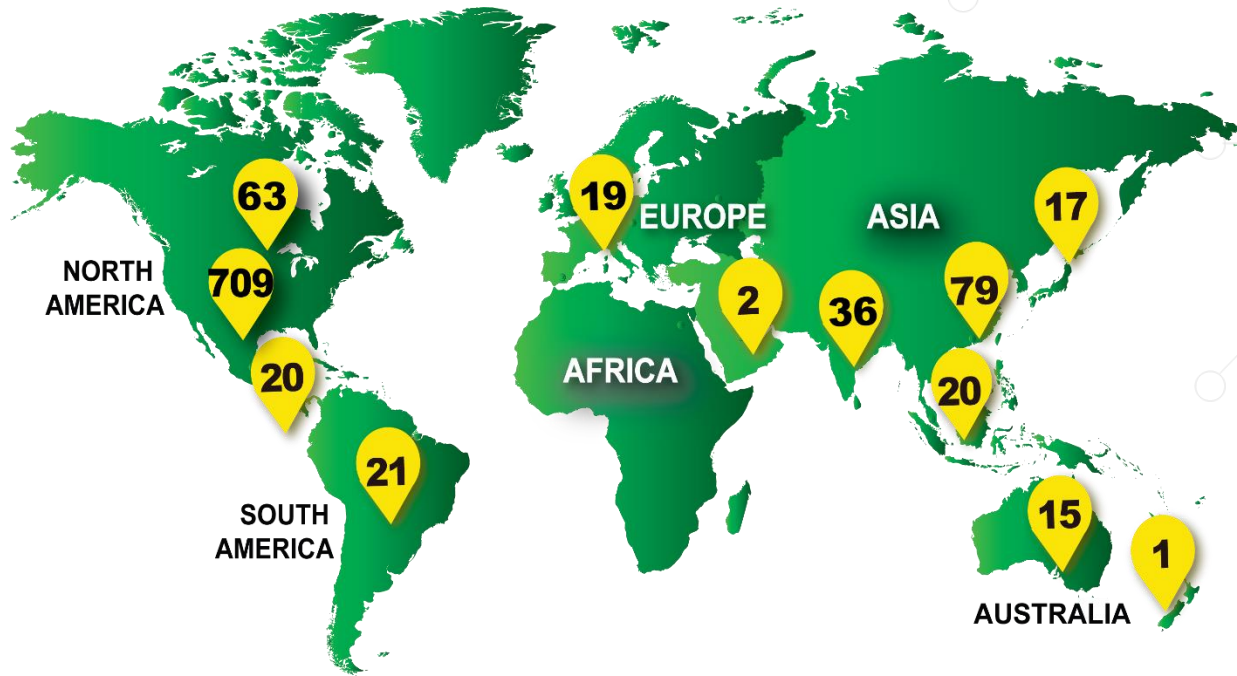 63
19
EUROPE
ASIA
17
NORTH
AMERICA
709
2
36
79
20
AFRICA
20
21
SOUTH
AMERICA
15
1
AUSTRALIA